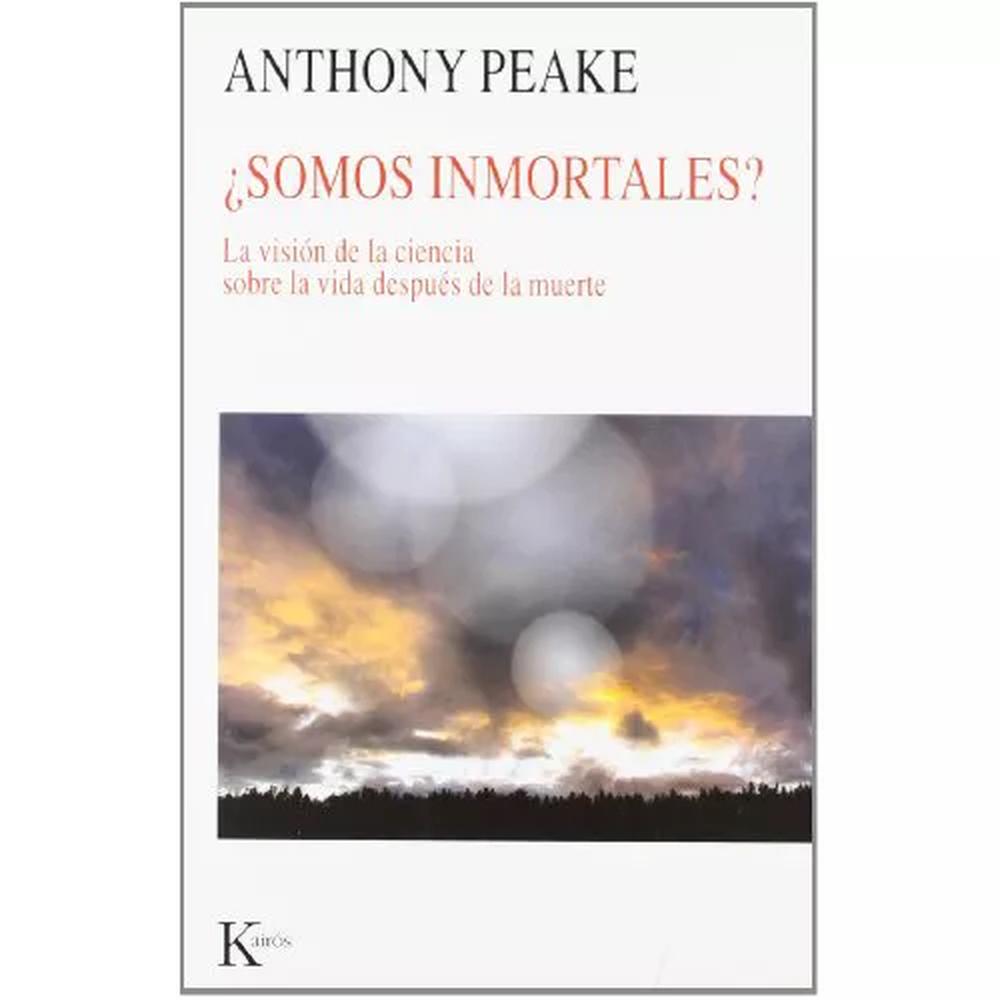 ANTHONY PEAKE
¿SOMOS INMORTALES?
La visión de la ciencia
sobre la vida después de la muerte
Kairós